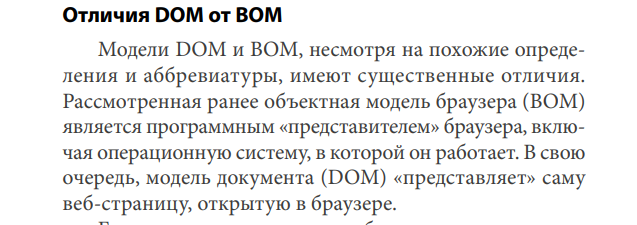 Отличия DOM от BOM
Модели DOM и BOM, несмотря на похожие опреде-
ления и аббревиатуры, имеют существенные отличия.
Рассмотренная ранее объектная модель браузера (BOM)
является программным «представителем» браузера, вклю-
чая операционную систему, в которой он работает. В свою
очередь, модель документа (DOM) «представляет» саму
веб-страницу, открытую в браузере.